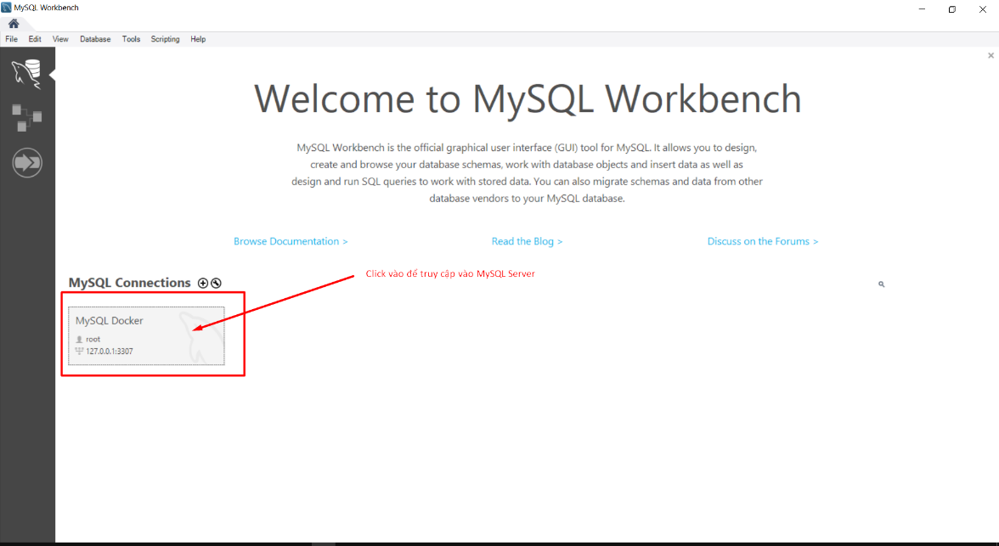 MySQL Workbench
File Edit View Database Tools Scripting Help
Welcome to MySQL Workbench
MySQL Workbench is the official graphical user interface (GUI) tool for MySQL. It allows you to design,
create and browse your database schemas, work with database objects and insert data as well as
design and run SQL queries to work with stored data. You can also migrate schemas and data from other
database vendors to your MySQL database.
Browse Documentation > Read the Blog > Discuss on the Forums >
Click vào để truy cập vào MySQL Server
MySQL Connections
MySQL Docker
root
127.0.0.1:3307